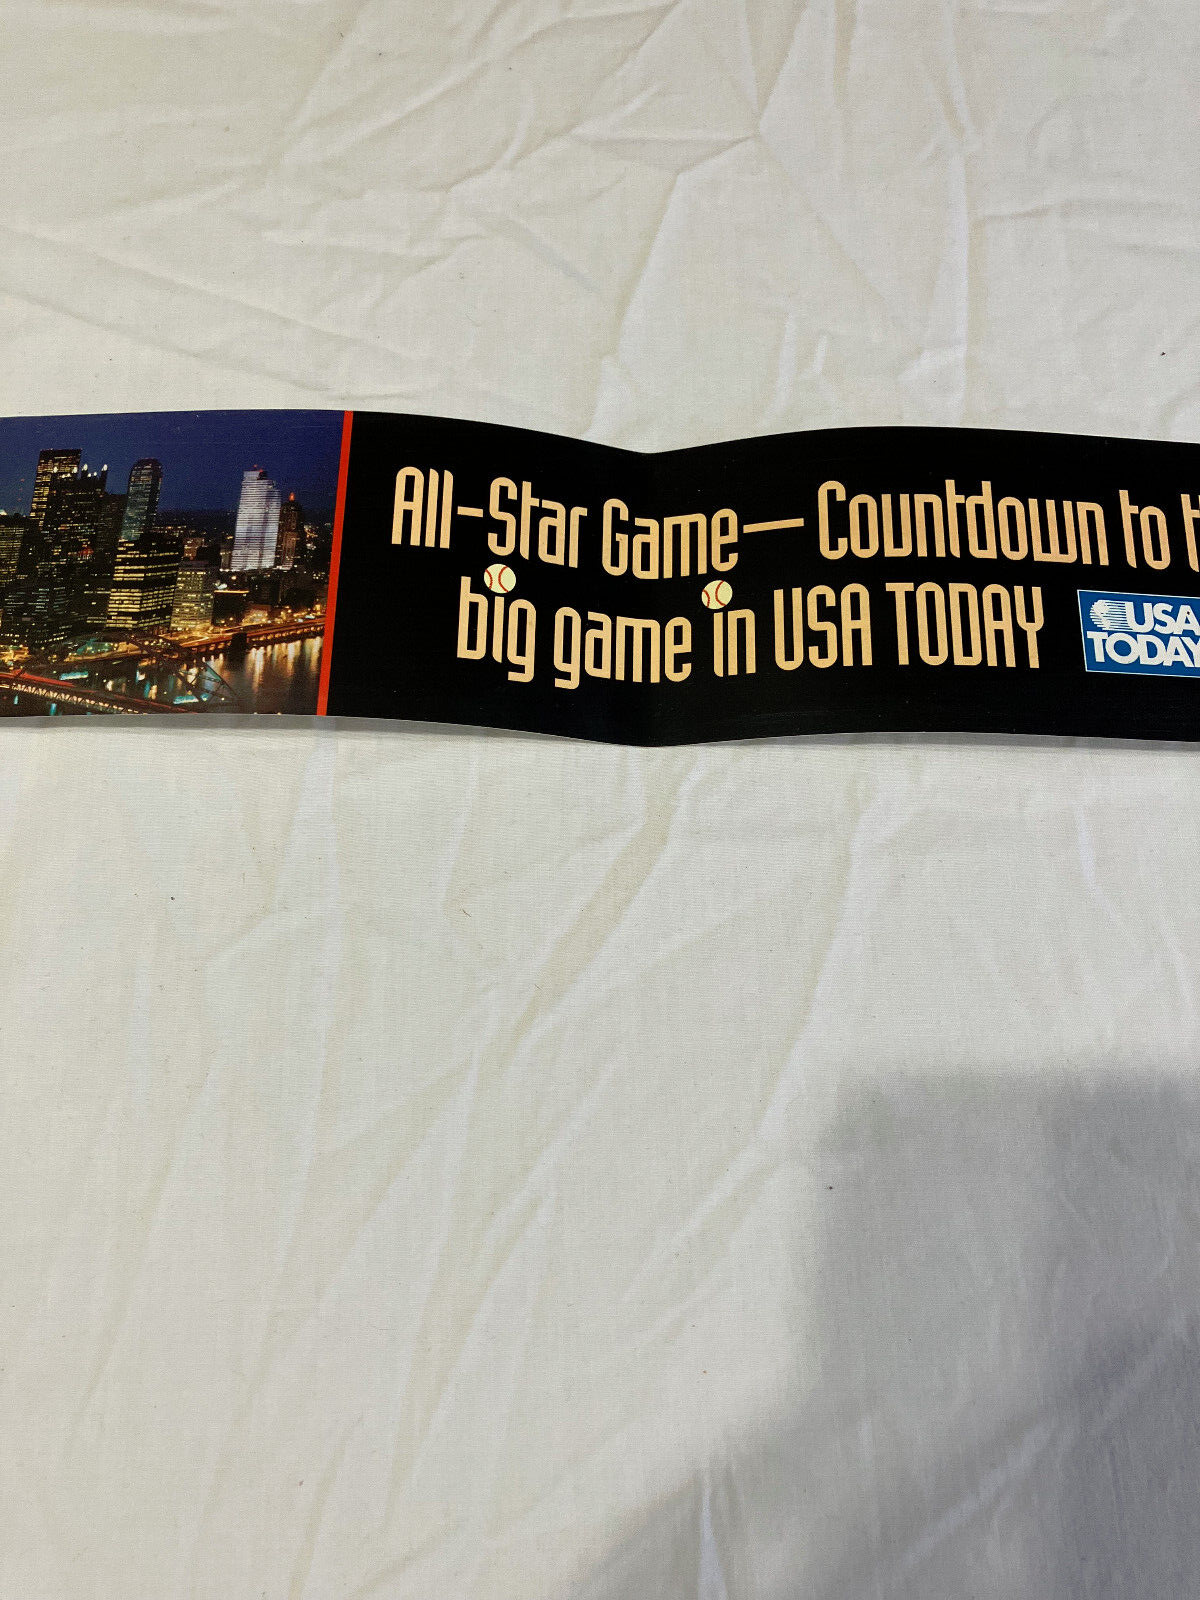 All-Star Game—Countdown to t
big game in USA TODAY
USA
TODAY